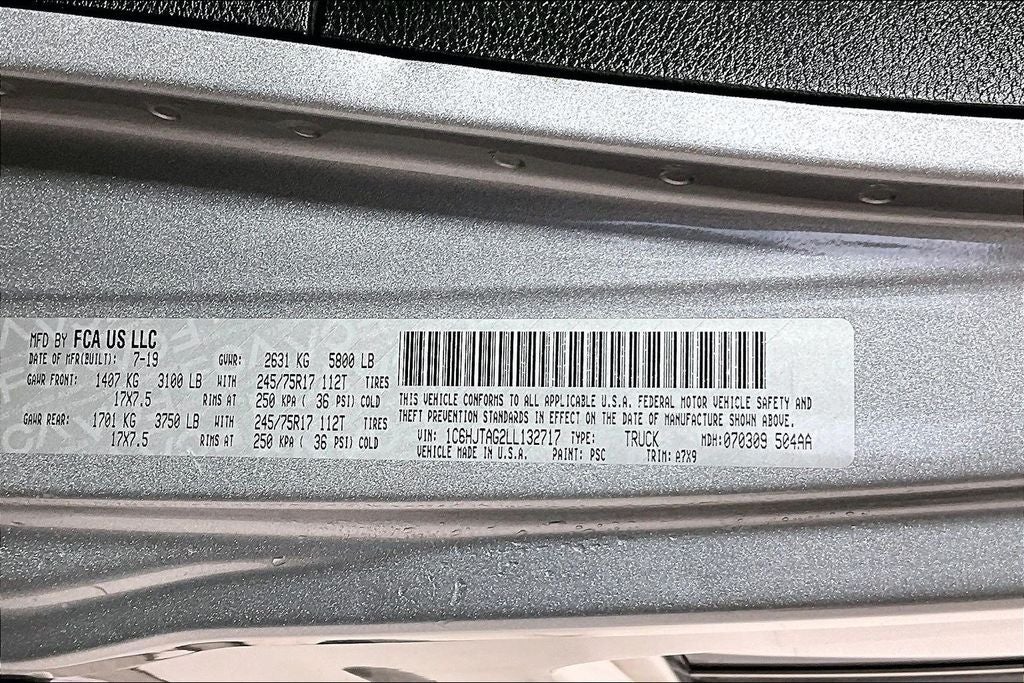 MFD BY FCA US LLC
DATE OF MFR(BUILT): 7-19 GVWR: 2631 KG 5800 LB
GAWR FRONT: 1407 KG 3100 LB WITH 245/75R17 112T TIRES
17X7.5 RIMS AT 250 KPA ( 36 PSI) COLD
GAWR REAR: 1701 KG 3750 LB WITH 245/75R17 112T TIRES
17X7.5 RIMS AT 250 KPA ( 36 PSI) COLD
THIS VEHICLE CONFORMS TO ALL APPLICABLE U.S.A. FEDERAL MOTOR VEHICLE SAFETY AND
THEFT PREVENTION STANDARDS IN EFFECT ON THE DATE OF MANUFACTURE SHOWN ABOVE.
VIN: 1C6HJTAG2LL132717 TYPE: TRUCK MDH:070309 504AA
VEHICLE MADE IN U.S.A. PAINT: PSC TRIM: A7X9